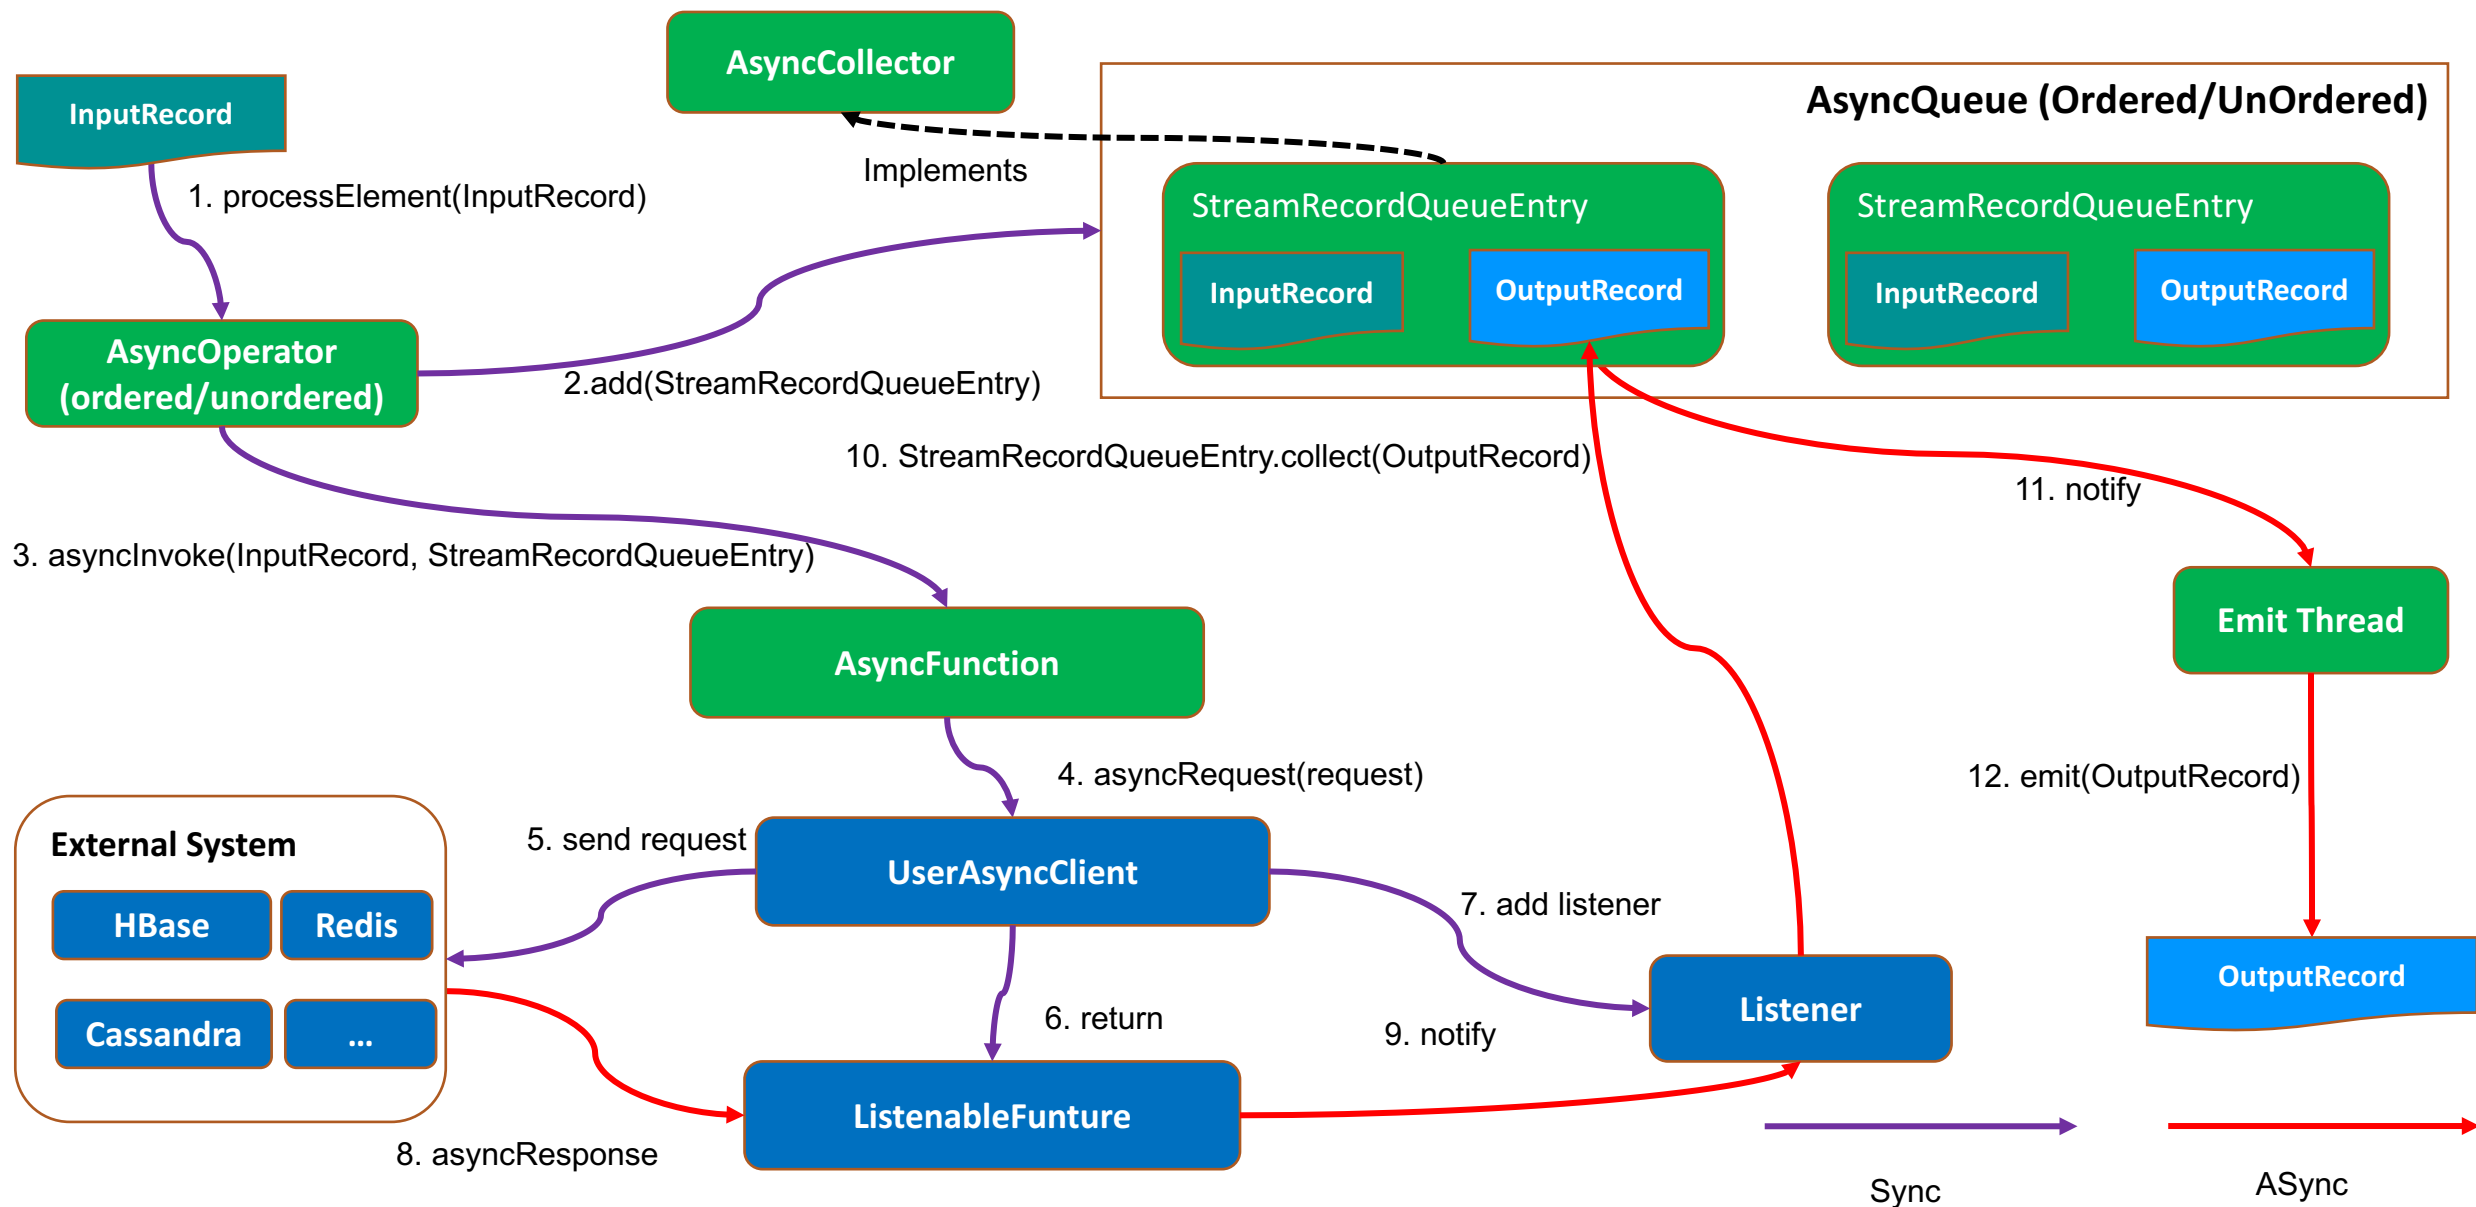 AsyncCollector
InputRecord
AsyncQueue (Ordered/UnOrdered)
Implements
1. processElement(InputRecord)
StreamRecordQueueEntry
InputRecord
OutputRecord
StreamRecordQueueEntry
InputRecord
OutputRecord
AsyncOperator
(ordered/unordered)
2.add(StreamRecordQueueEntry)
10. StreamRecordQueueEntry.collect(OutputRecord)
11. notify
3. asyncInvoke(InputRecord, StreamRecordQueueEntry)
Emit Thread
AsyncFunction
4. asyncRequest(request)
12. emit(OutputRecord)
External System
5. send request
UserAsyncClient
7. add listener
HBase
Redis
Cassandra
...
6. return
9. notify
Listener
OutputRecord
ListenableFunture
8. asyncResponse
Sync
ASync